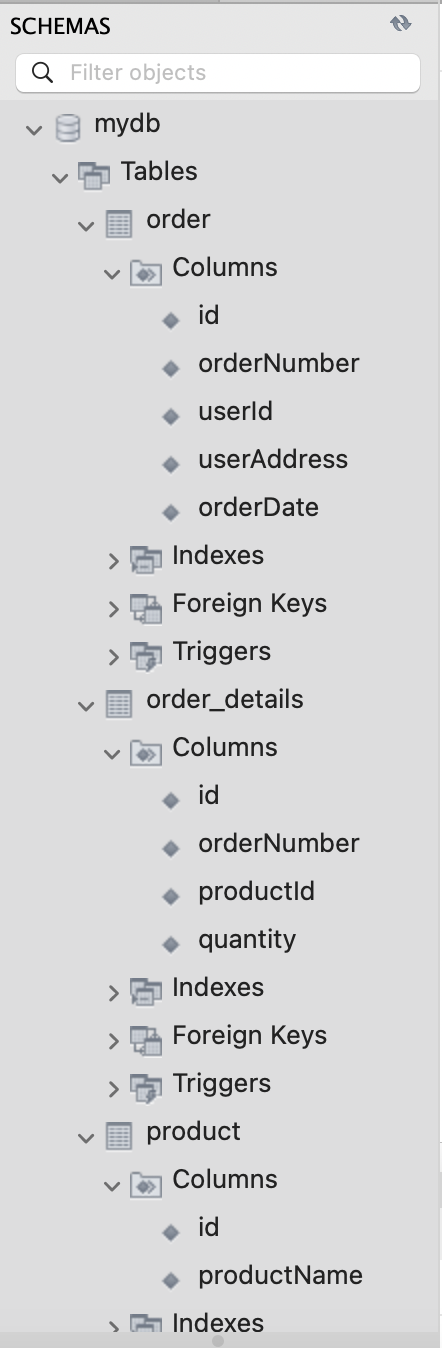 SCHEMAS
Filter objects
mydb
Tables
order
Columns
id
orderNumber
userId
userAddress
orderDate
Indexes
Foreign Keys
Triggers
order_details
Columns
id
orderNumber
productId
quantity
Indexes
Foreign Keys
Triggers
product
Columns
id
productName
Indexes